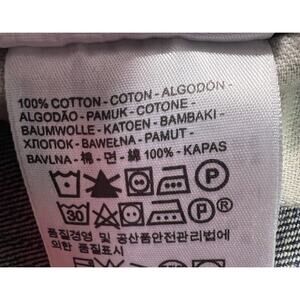 100% COTTON - COTON - ALGODÓN -
ALGODÃO - PAMUK - COTONE -
BAUMWOLLE - KATOEN - BAMBAKI -
ХЛОПОК - BAWEŁNA - PAMUT -
BAVLNA - 棉 - 면 - 綿 100% - KAPAS
P
30 P
품질경영 및 공산품안전관리법에
의한 품질표시